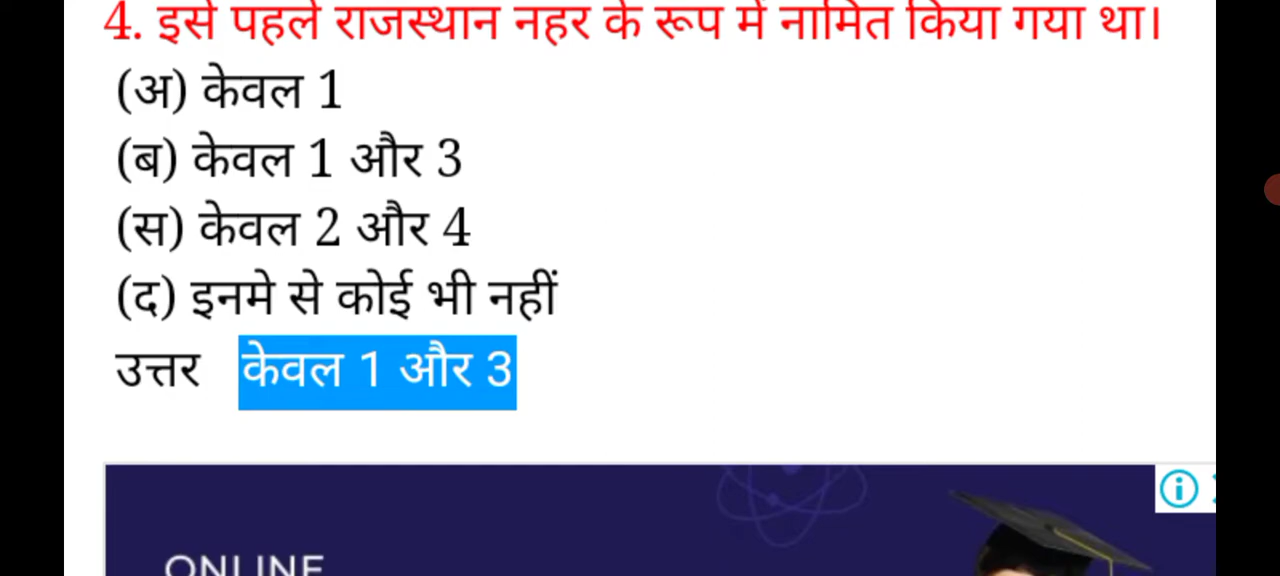 4. इसे पहले राजस्थान नहर के रूप में नामित किया गया था।
(अ) केवल 1
(ब) केवल 1 और 3
(स) केवल 2 और 4
(द) इनमे से कोई भी नहीं
उत्तर केवल 1 और 3
ONLINE